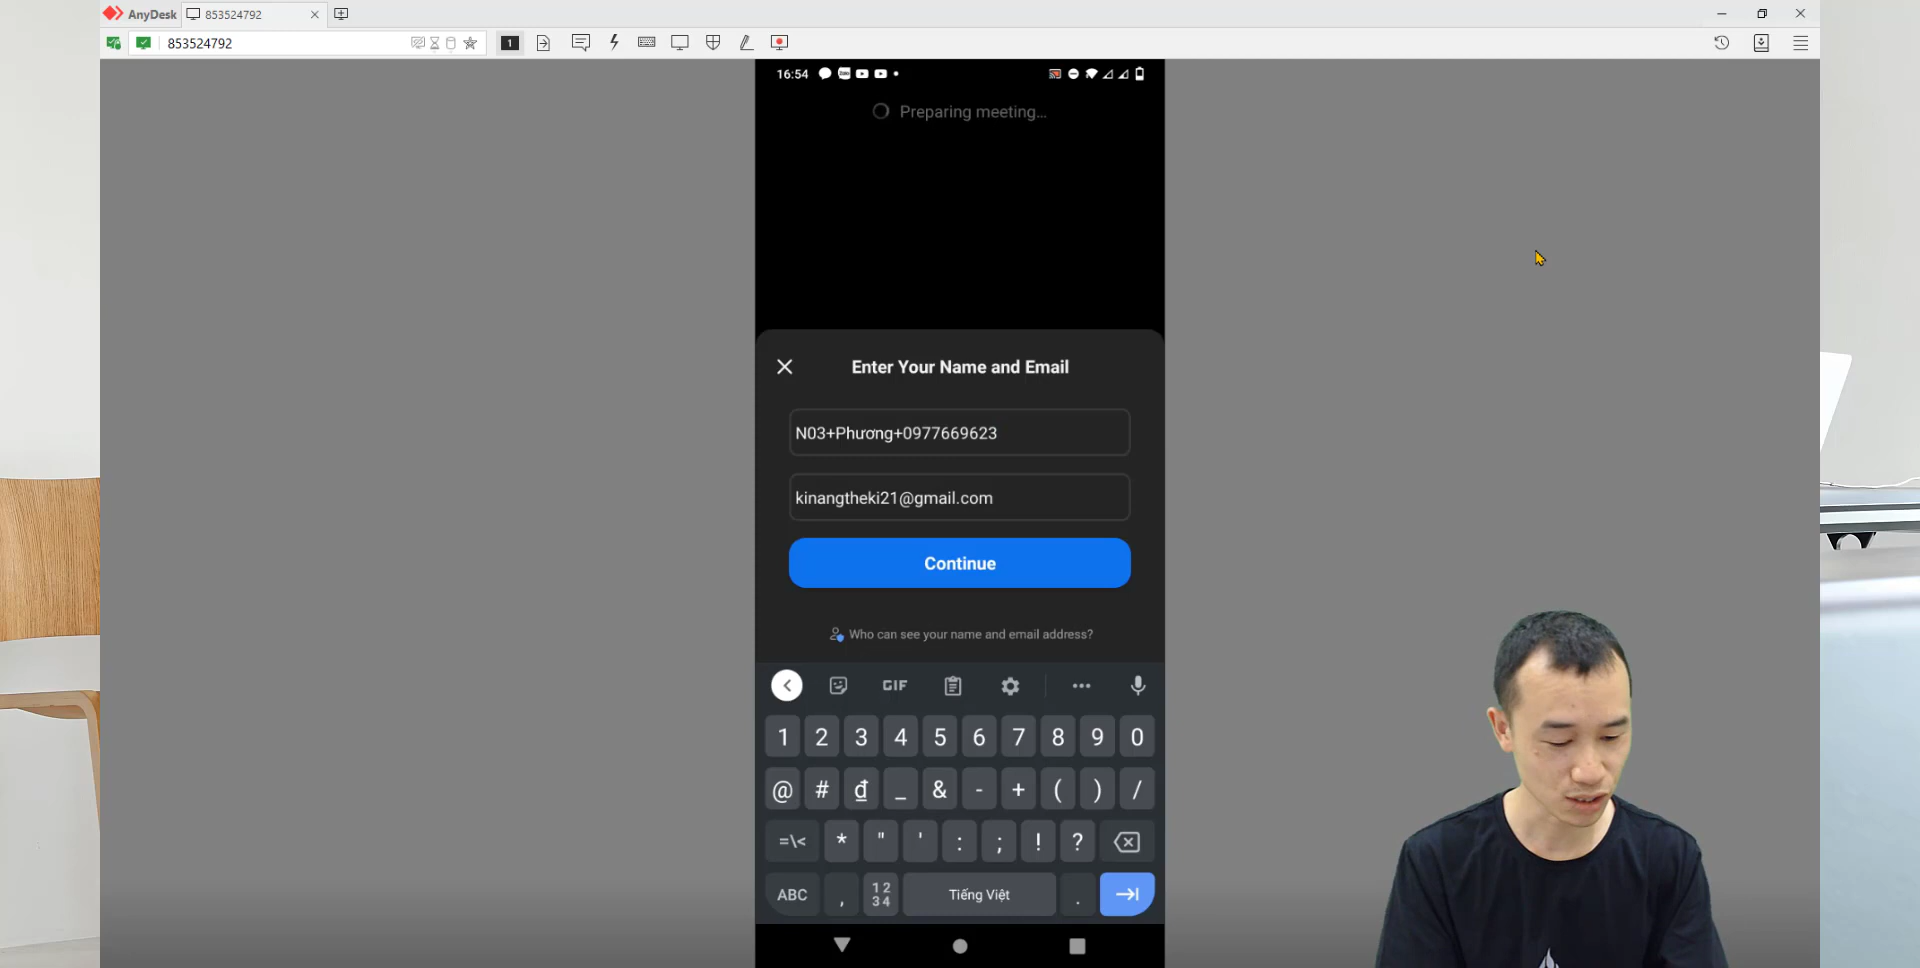 AnyDesk
853524792
853524792
1
16:54
Preparing meeting...
Enter Your Name and Email
N03+Phương+0977669623
kinangtheki21@gmail.com
Continue
Who can see your name and email address?
GIF
1 2 3 4 5 6 7 8 9 0
@ # đ _ & - + ( ) /
=\< * " ' : ; ! ?
ABC , 12 Tiếng Việt .
34